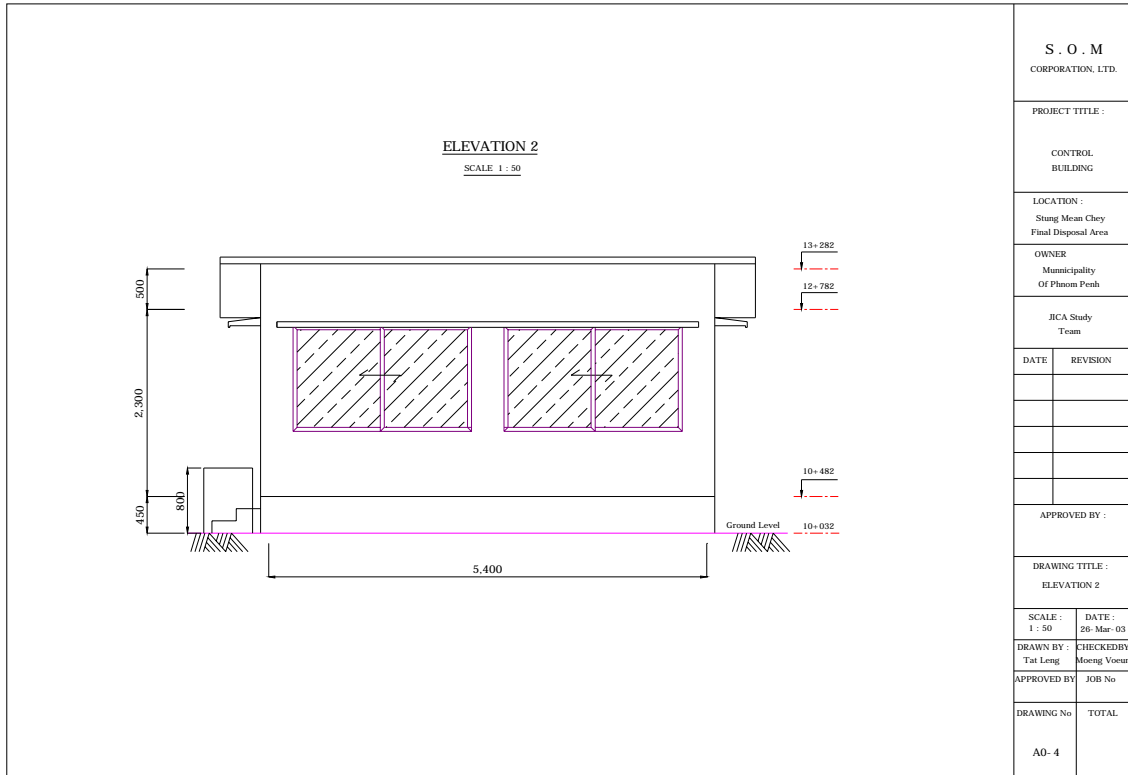 ELEVATION 2
SCALE 1 : 50
13+282
500
12+782
2,300
10+482
800
450
Ground Level
10+032
5,400
S . O . M
CORPORATION, LTD.
PROJECT TITLE :
CONTROL
BUILDING
LOCATION :
Stung Mean Chey
Final Disposal Area
OWNER
Munnicipality
Of Phnom Penh
JICA Study
Team
DATE REVISION
APPROVED BY :
DRAWING TITLE :
ELEVATION 2
SCALE : DATE :
1 : 50 26- Mar- 03
DRAWN BY : CHECKEDBY
Tat Leng Moeng Voeun
APPROVED BY JOB No
DRAWING No TOTAL
A0- 4